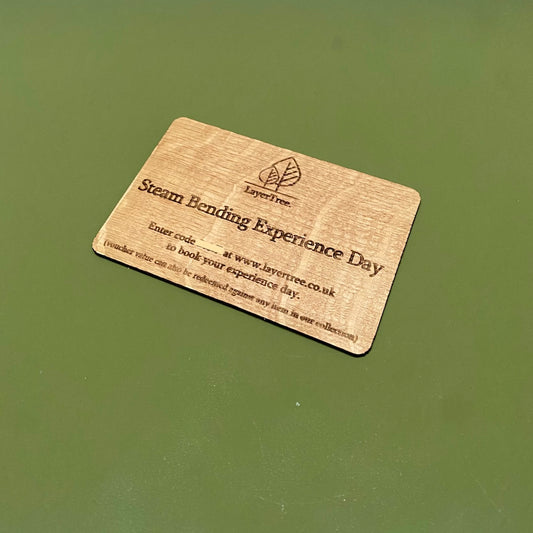 LayerTree.
Steam Bending Experience Day
Enter code ____ at www.layertree.co.uk
to book your experience day.
(voucher value can also be redeemed against any item in our collection)